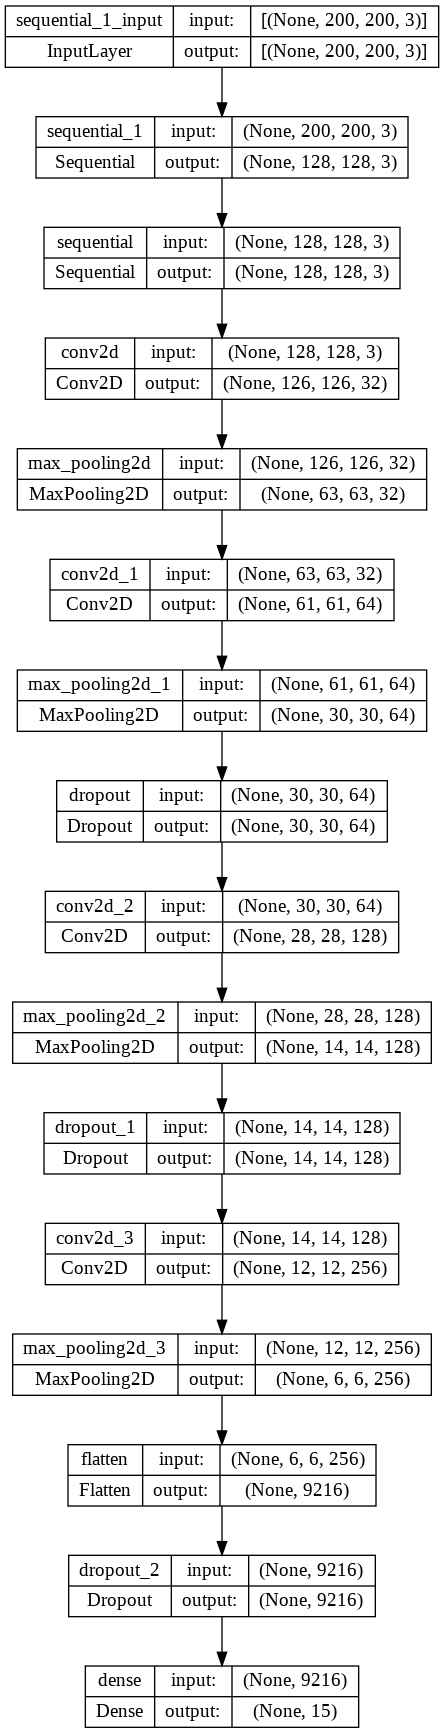 sequential_1_input input: [(None, 200, 200, 3)]
InputLayer output: [(None, 200, 200, 3)]
sequential_1 input: (None, 200, 200, 3)
Sequential output: (None, 128, 128, 3)
sequential input: (None, 128, 128, 3)
Sequential output: (None, 128, 128, 3)
conv2d input: (None, 128, 128, 3)
Conv2D output: (None, 126, 126, 32)
max_pooling2d input: (None, 126, 126, 32)
MaxPooling2D output: (None, 63, 63, 32)
conv2d_1 input: (None, 63, 63, 32)
Conv2D output: (None, 61, 61, 64)
max_pooling2d_1 input: (None, 61, 61, 64)
MaxPooling2D output: (None, 30, 30, 64)
dropout input: (None, 30, 30, 64)
Dropout output: (None, 30, 30, 64)
conv2d_2 input: (None, 30, 30, 64)
Conv2D output: (None, 28, 28, 128)
max_pooling2d_2 input: (None, 28, 28, 128)
MaxPooling2D output: (None, 14, 14, 128)
dropout_1 input: (None, 14, 14, 128)
Dropout output: (None, 14, 14, 128)
conv2d_3 input: (None, 14, 14, 128)
Conv2D output: (None, 12, 12, 256)
max_pooling2d_3 input: (None, 12, 12, 256)
MaxPooling2D output: (None, 6, 6, 256)
flatten input: (None, 6, 6, 256)
Flatten output: (None, 9216)
dropout_2 input: (None, 9216)
Dropout output: (None, 9216)
dense input: (None, 9216)
Dense output: (None, 15)